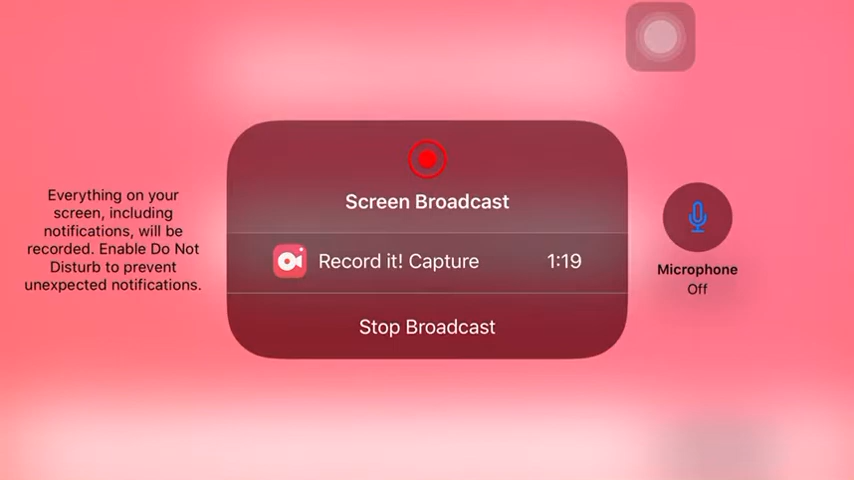 Everything on your
screen, including
notifications, will be
recorded. Enable Do Not
Disturb to prevent
unexpected notifications.
Screen Broadcast
Record it! Capture 1:19
Stop Broadcast
Microphone
Off